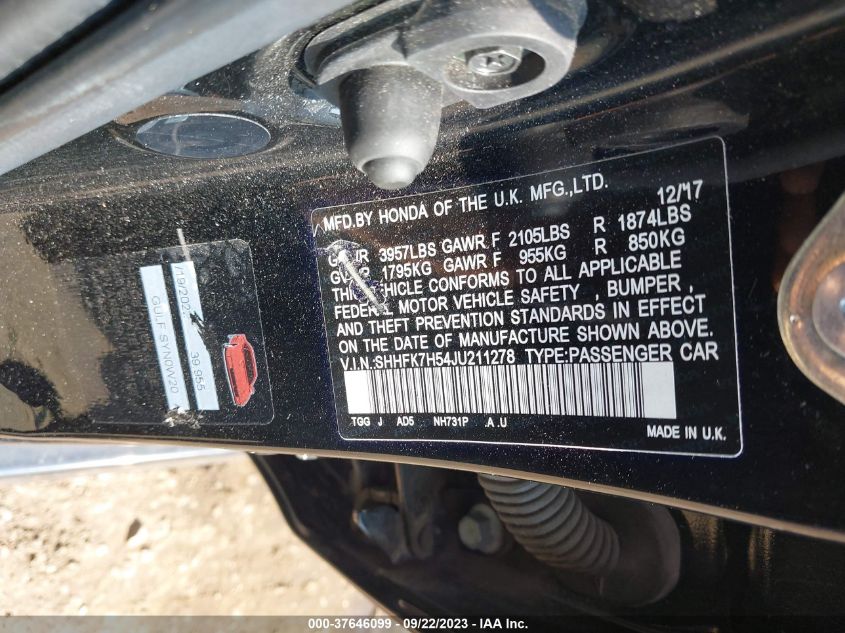 MFD.BY HONDA OF THE U.K. MFG.,LTD. 12/'17
3957LBS GAWR F 2105LBS R 1874LBS
1795KG GAWR F 955KG R 850KG
VEHICLE CONFORMS TO ALL APPLICABLE
MOTOR VEHICLE SAFETY , BUMPER ,
AND THEFT PREVENTION STANDARDS IN EFFECT
ON THE DATE OF MANUFACTURE SHOWN ABOVE.
V.I.N:SHHFK7H54JU211278 TYPE:PASSENGER CAR
TGG J AD5 NH731P .A .U
MADE IN U.K.
39,955
GULF SYN0W20
000-37646099 - 09/22/2023 - IAA Inc.